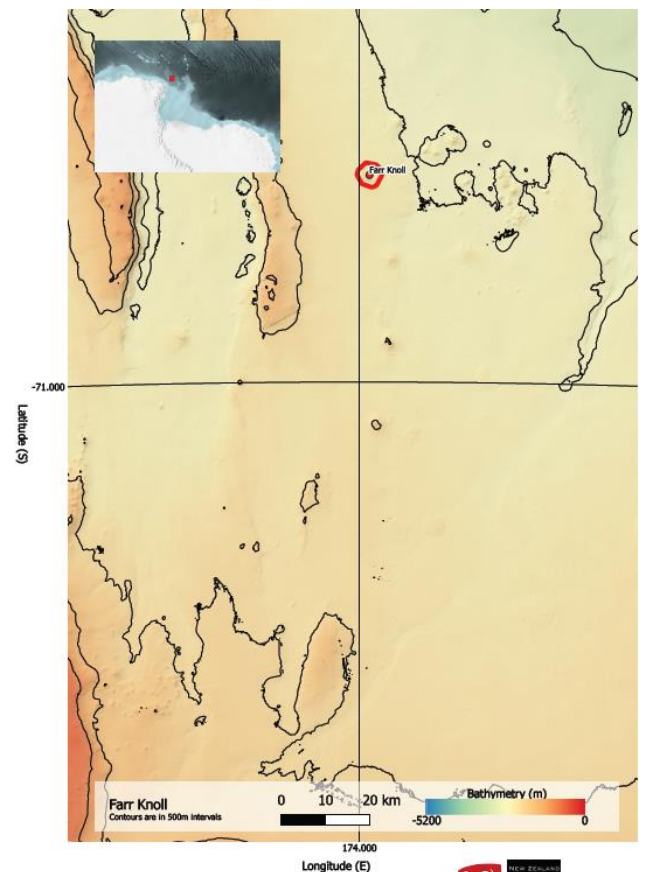 Farr Knoll
-71.000
Latitude (S)
Farr Knoll
Contours are in 500m intervals
0 10 20 km
Bathymetry (m)
-5200 0
174.000
Longitude (E)
NEW ZEALAND